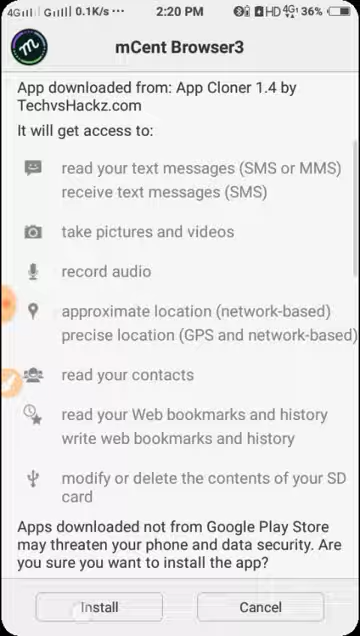 4G 0.1K/s ··· 2:20 PM HD 4G 36%
mCent Browser3
App downloaded from: App Cloner 1.4 by
TechvsHackz.com
It will get access to:
read your text messages (SMS or MMS)
receive text messages (SMS)
take pictures and videos
record audio
approximate location (network-based)
precise location (GPS and network-based)
read your contacts
read your Web bookmarks and history
write web bookmarks and history
modify or delete the contents of your SD
card
Apps downloaded not from Google Play Store
may threaten your phone and data security. Are
you sure you want to install the app?
Install Cancel